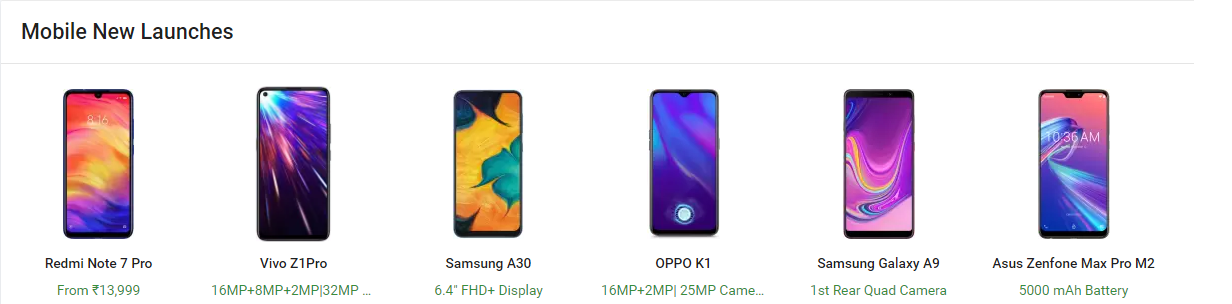 Mobile New Launches
8:16
10:36 AM
Redmi Note 7 Pro
Vivo Z1Pro
Samsung A30
OPPO K1
Samsung Galaxy A9
Asus Zenfone Max Pro M2
From ₹13,999
16MP+8MP+2MP|32MP ...
6.4" FHD+ Display
16MP+2MP| 25MP Came...
1st Rear Quad Camera
5000 mAh Battery